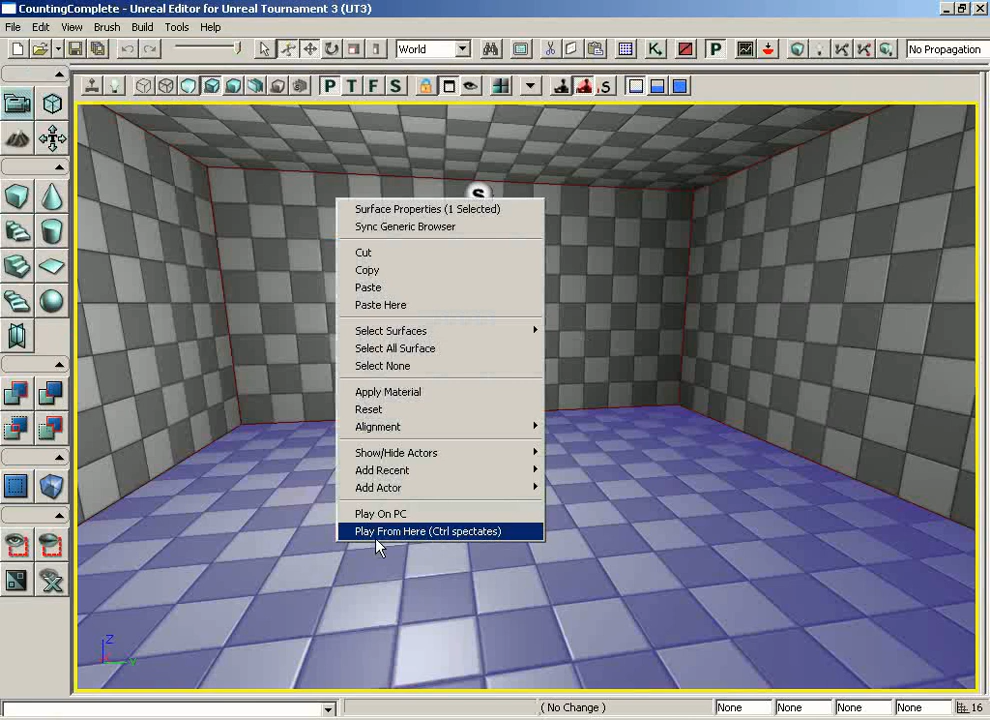 CountingComplete - Unreal Editor for Unreal Tournament 3 (UT3)
File Edit View Brush Build Tools Help
World
K
P
No Propagation
P T F S
S
S
Surface Properties (1 Selected)
Sync Generic Browser
Cut
Copy
Paste
Paste Here
Select Surfaces
Select All Surface
Select None
Apply Material
Reset
Alignment
Show/Hide Actors
Add Recent
Add Actor
Play On PC
Play From Here (Ctrl spectates)
Z
Y
( No Change )
None None None None 16